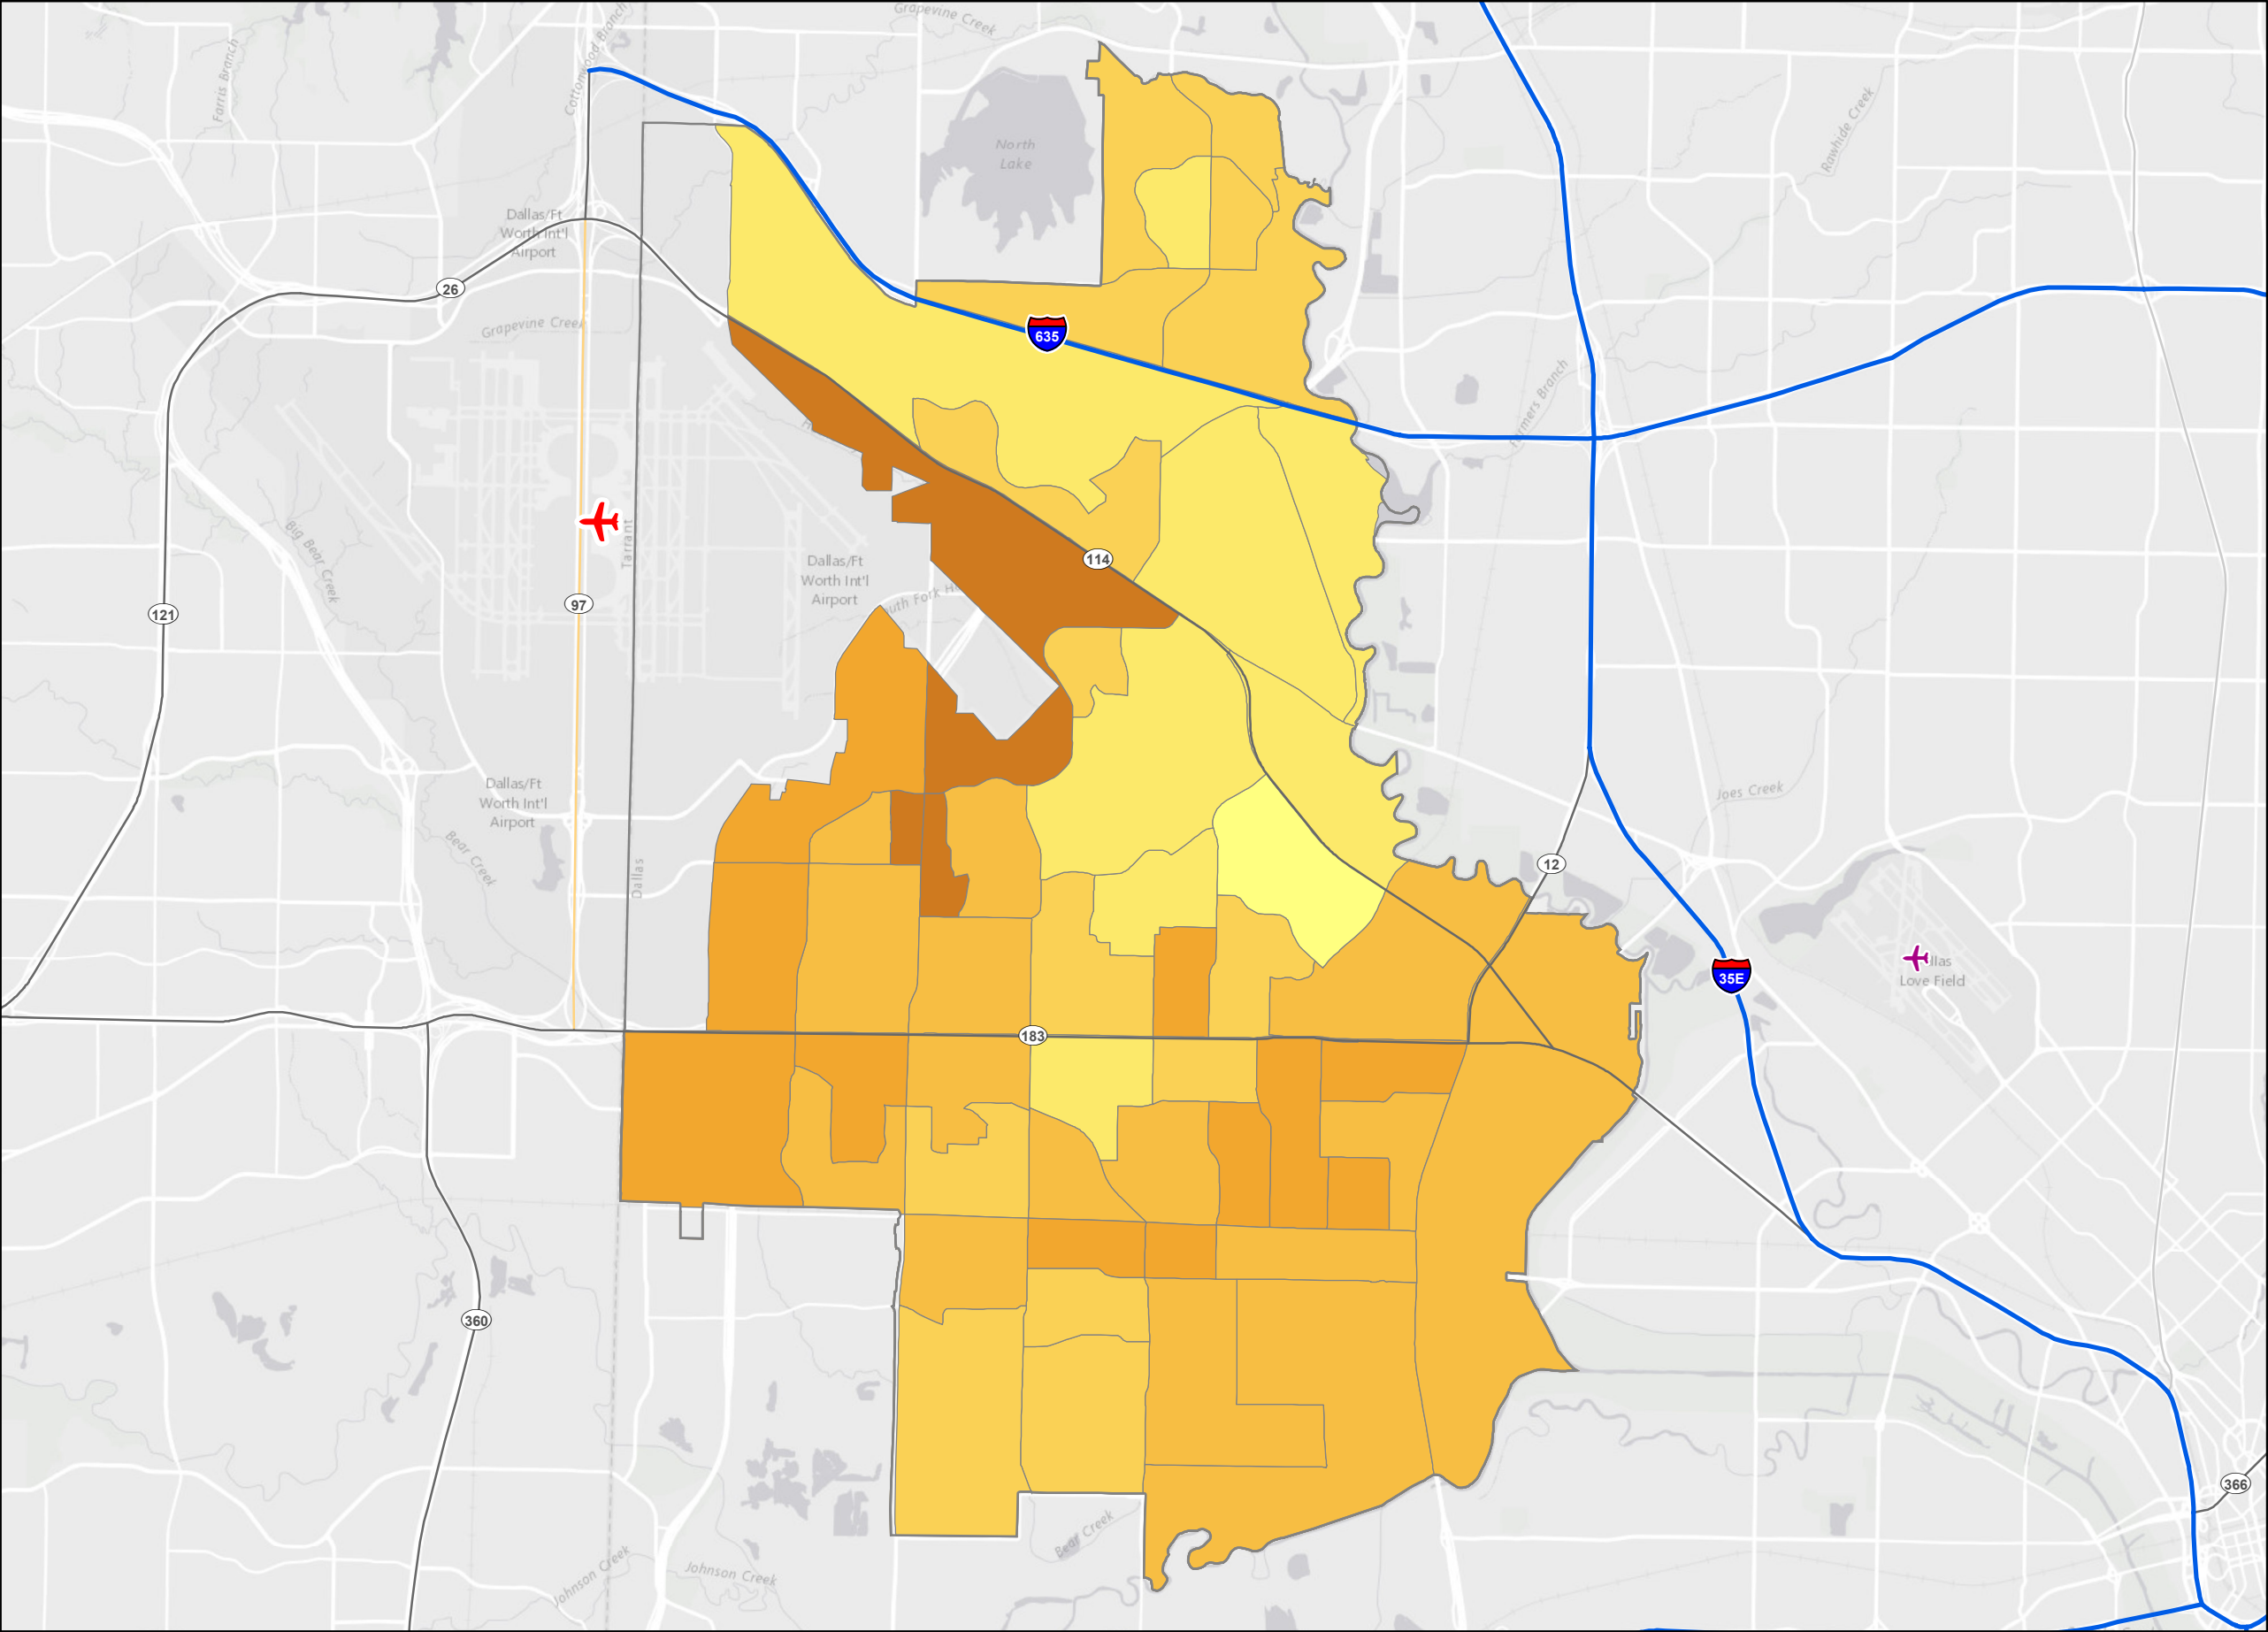 Grapevine Creek
Cottonwood Branch
Farris Branch
Rawhide Creek
North
Lake
Dallas/Ft
Worth Int'l
Airport
26
Grapevine Creek
635
Farmers Branch
Big Bear Creek
Tarrant
114
Dallas/Ft
Worth Int'l
Airport
97
121
Dallas/Ft
Worth Int'l
Airport
Joes Creek
Bear Creek
Dallas
12
35E
Love Field
183
360
366
Bear Creek
Johnson Creek
Johnson Creek